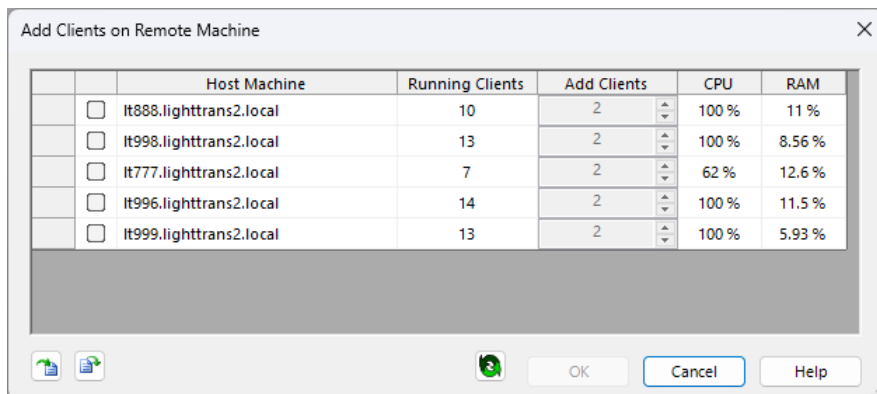 Add Clients on Remote Machine
Host Machine Running Clients Add Clients CPU RAM
lt888.lighttrans2.local 10 2 100 % 11 %
lt998.lighttrans2.local 13 2 100 % 8.56 %
lt777.lighttrans2.local 7 2 62 % 12.6 %
lt996.lighttrans2.local 14 2 100 % 11.5 %
lt999.lighttrans2.local 13 2 100 % 5.93 %
OK Cancel Help